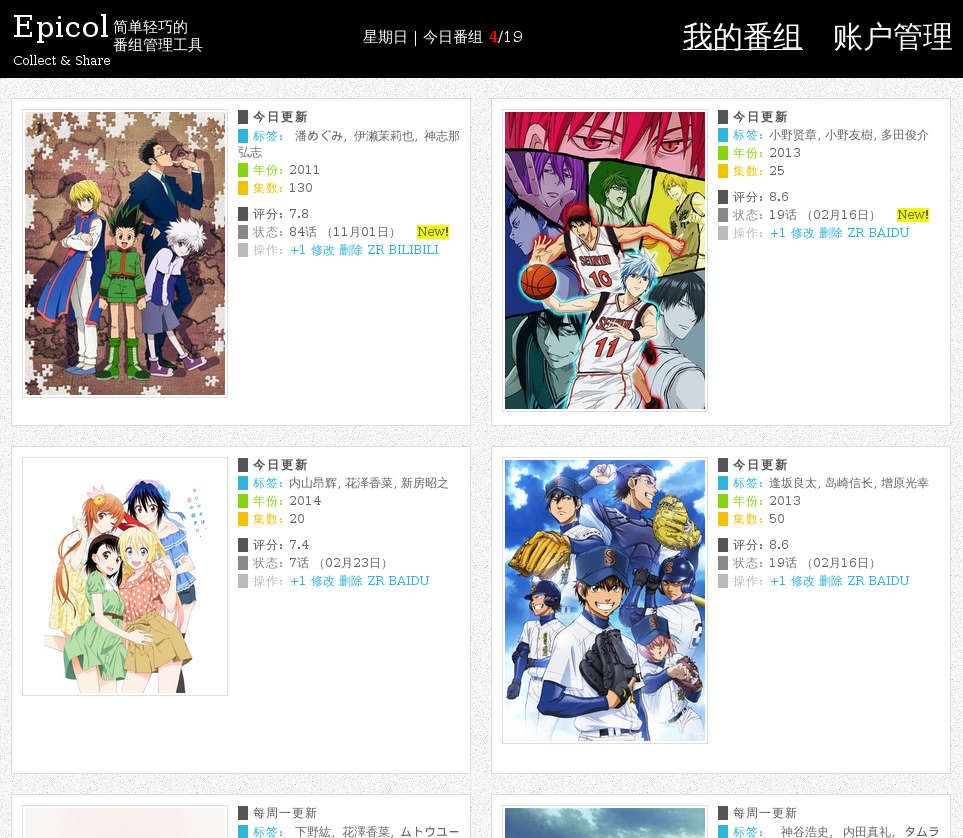 Epicol
简单轻巧的
番组管理工具
Collect & Share
星期日 | 今日番组 4/19
我的番组 账户管理
今日更新
标签: 潘めぐみ, 伊濑茉莉也, 神志那
弘志
年份: 2011
集数: 130
评分: 7.8
状态: 84话 （11月01日） New!
操作: +1 修改 删除 ZR BILIBILI
SEIRIN
10
SEIRIN
11
今日更新
标签: 小野贤章, 小野友樹, 多田俊介
年份: 2013
集数: 25
评分: 8.6
状态: 19话 （02月16日） New!
操作: +1 修改 删除 ZR BAIDU
今日更新
标签: 内山昂辉, 花泽香菜, 新房昭之
年份: 2014
集数: 20
评分: 7.4
状态: 7话 （02月23日）
操作: +1 修改 删除 ZR BAIDU
今日更新
标签: 逢坂良太, 岛崎信长, 增原光幸
年份: 2013
集数: 50
评分: 8.6
状态: 19话 （02月16日）
操作: +1 修改 删除 ZR BAIDU
每周一更新
标签: 下野紘, 花澤香菜, ムトウユー
每周一更新
标签: 神谷浩史, 内田真礼, タムラ